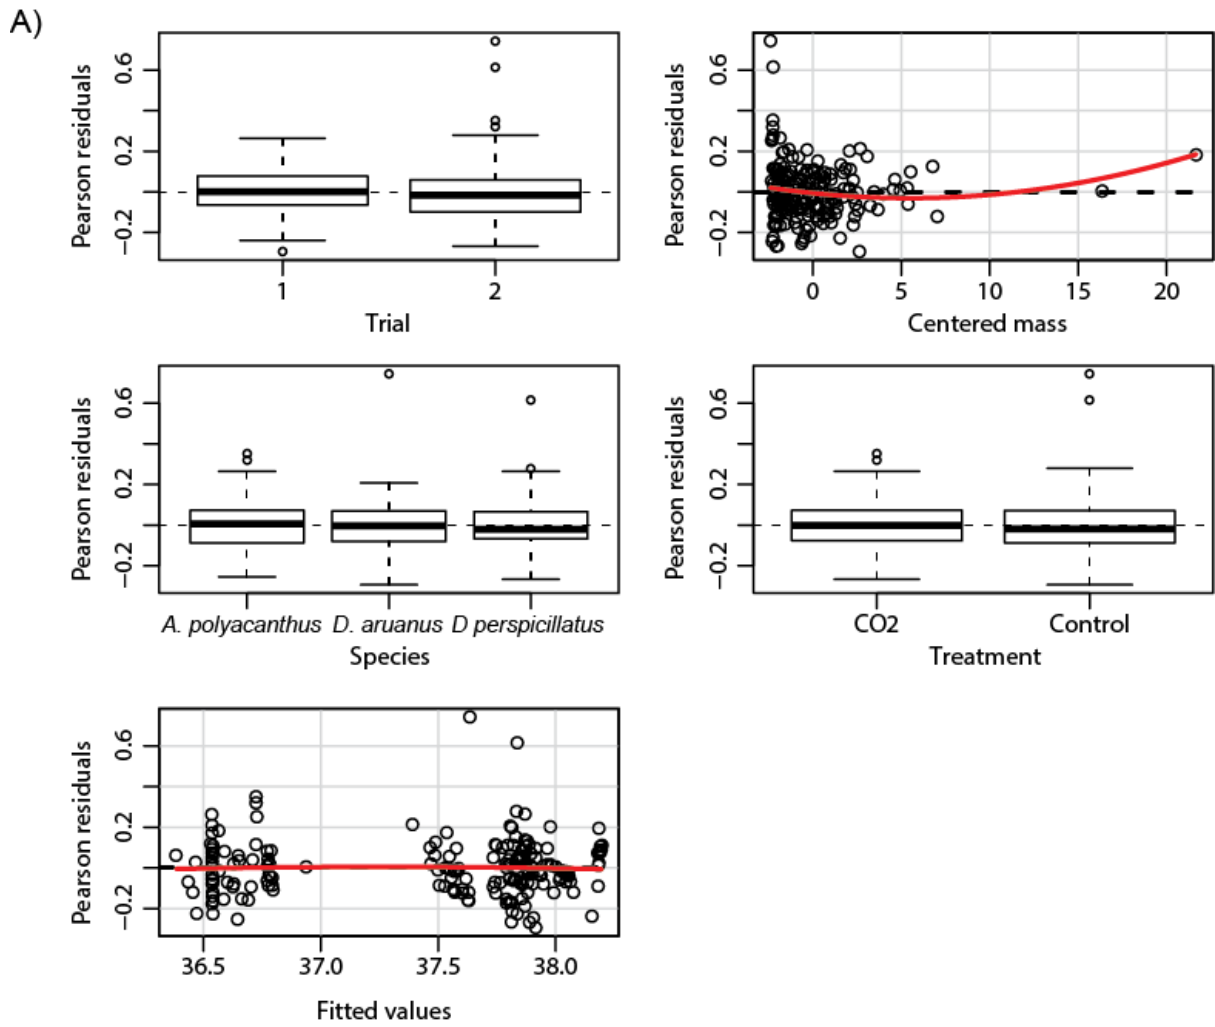 A)
Pearson residuals
0.6
0.2
−0.2
1
2
Trial
Pearson residuals
0.6
0.2
−0.2
0
5
10
15
20
Centered mass
Pearson residuals
0.6
0.2
−0.2
A. polyacanthus
D. aruanus
D perspicillatus
Species
Pearson residuals
0.6
0.2
−0.2
CO2
Control
Treatment
Pearson residuals
0.6
0.2
−0.2
36.5
37.0
37.5
38.0
Fitted values